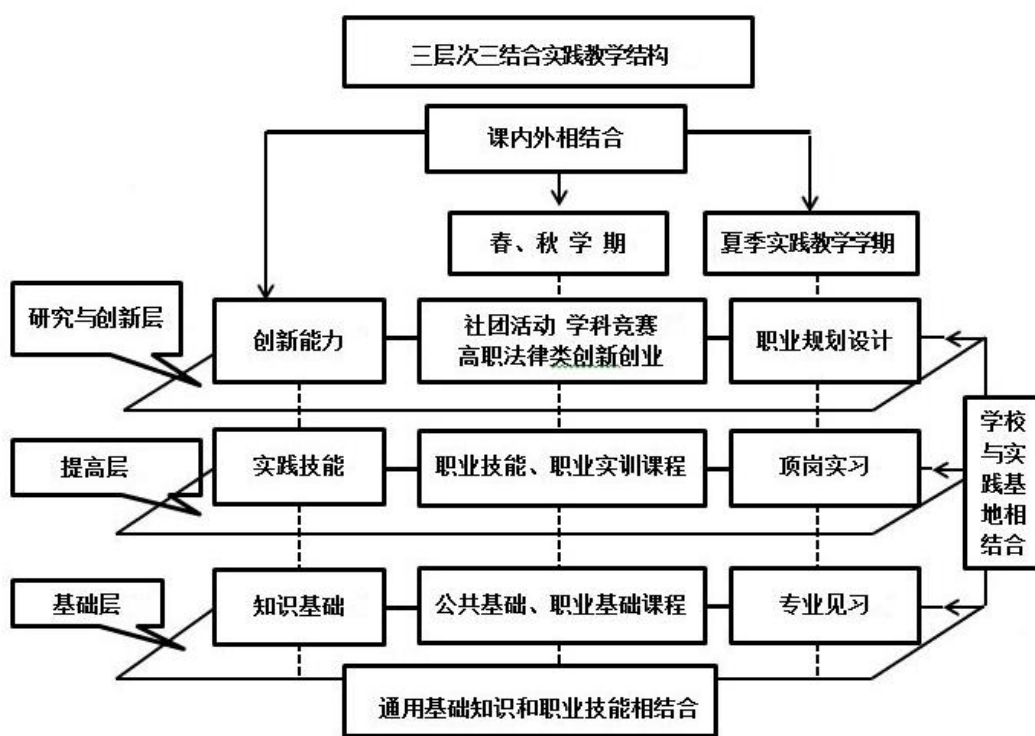 三层次三结合实践教学结构
课内外相结合
春、秋 学 期
夏季实践教学学期
研究与创新层
创新能力
社团活动 学科竞赛
高职法律类创新创业
职业规划设计
提高层
实践技能
职业技能、职业实训课程
顶岗实习
学校
与实
践基
地相
结合
基础层
知识基础
公共基础、职业基础课程
专业见习
通用基础知识和职业技能相结合